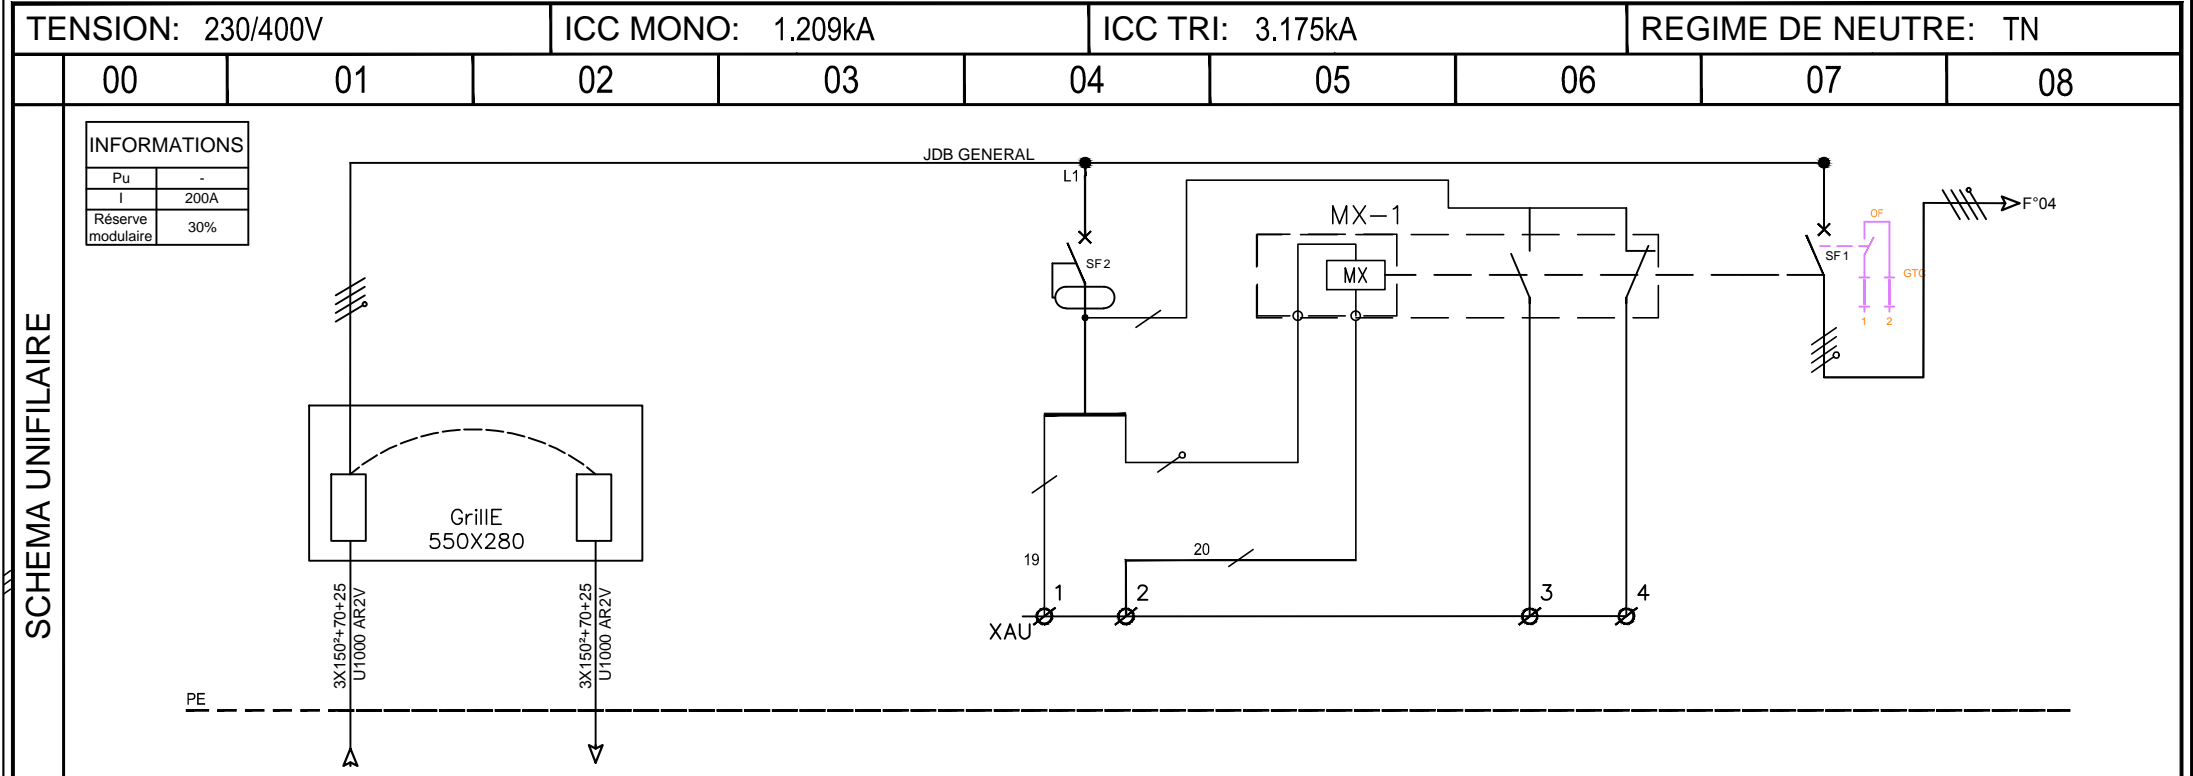 TENSION: 230/400V
ICC MONO: 1.209kA
ICC TRI: 3.175kA
REGIME DE NEUTRE: TN
00 01 02 03 04 05 06 07 08
SCHEMA UNIFILAIRE
INFORMATIONS
Pu -
I 200A
Réserve
modulaire
30%
JDB GENERAL
L1
SF2
MX-1
MX
SF1
OF
GTC
1 2
F°04
GrillE
550X280
3X150²+70+25
U1000 AR2V
3X150²+70+25
U1000 AR2V
19
20
1 2 3 4
XAU
PE